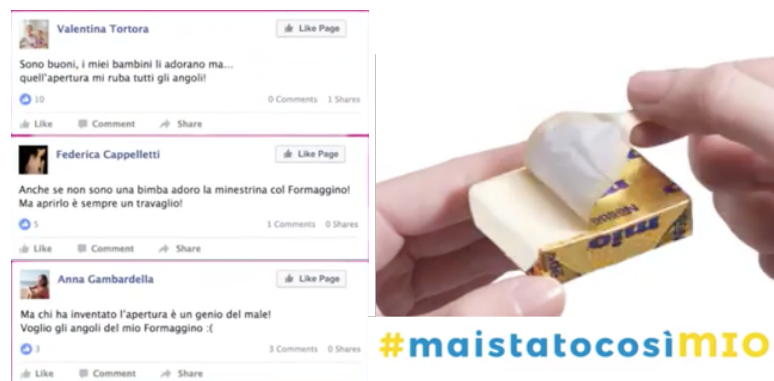 Valentina Tortora
Like Page
Sono buoni, i miei bambini li adorano ma...
quell'apertura mi ruba tutti gli angoli!
10
0 Comments 1 Shares
Like Comment Share
Federica Cappelletti
Like Page
Anche se non sono una bimba adoro la minestrina col Formaggino!
Ma aprirlo è sempre un travaglio!
5
1 Comments 0 Shares
Like Comment Share
Anna Gambardella
Like Page
Ma chi ha inventato l'apertura è un genio del male!
Voglio gli angoli del mio Formaggino :(
3
3 Comments 0 Shares
Like Comment Share
Nestlé
mio
#maistatocosìMIO